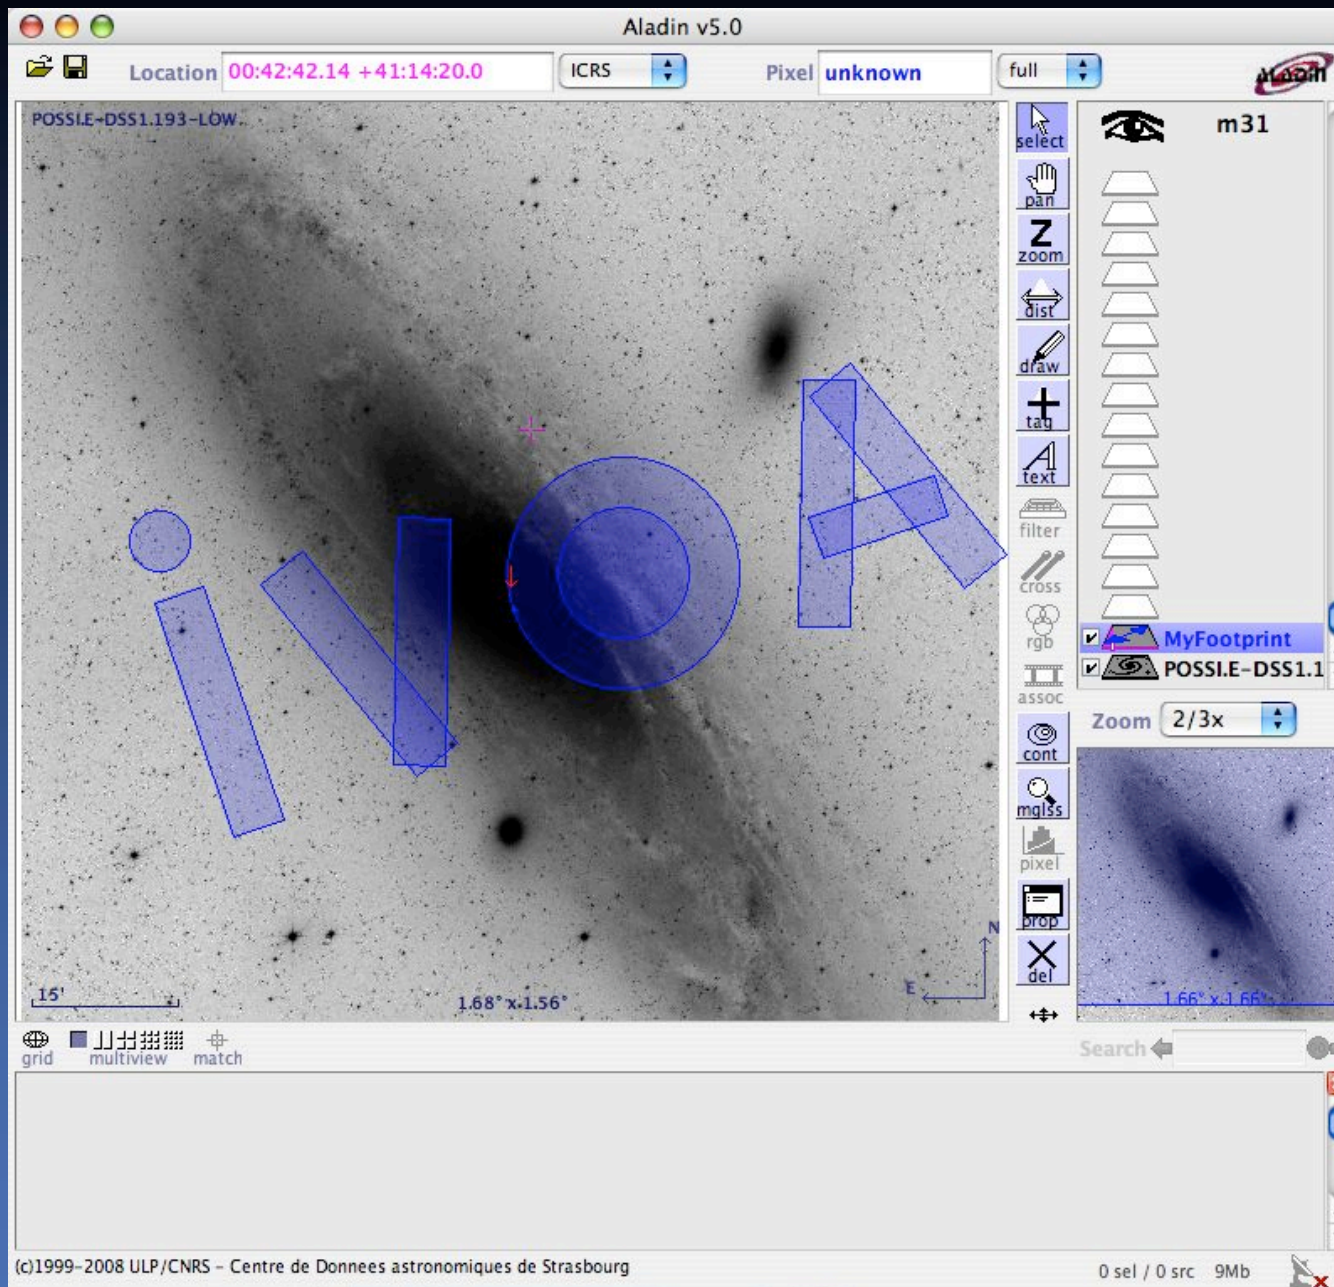 Aladin v5.0
Location 00:42:42.14 +41:14:20.0 ICRS Pixel unknown full ALADIN
POSSI.E-DSS1.193-LOW
select
m31
pan
Z
zoom
dist
draw
tag
A
text
filter
cross
rgb
MyFootprint
POSSI.E-DSS1.1
assoc
Zoom 2/3x
cont
mglss
pixel
prop
N
del
E
15'
1.68° x 1.56°
1.66° x 1.66°
grid multiview match
Search
iVOA
(c)1999-2008 ULP/CNRS - Centre de Donnees astronomiques de Strasbourg
0 sel / 0 src 9Mb